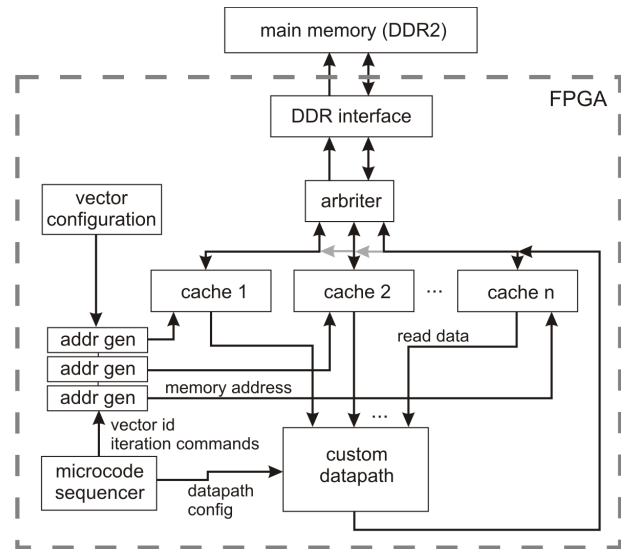 main memory (DDR2)
FPGA
DDR interface
arbriter
vector
configuration
cache 1
cache 2
...
cache n
addr gen
read data
addr gen
memory address
addr gen
...
vector id
iteration commands
custom
datapath
microcode
sequencer
datapath
config